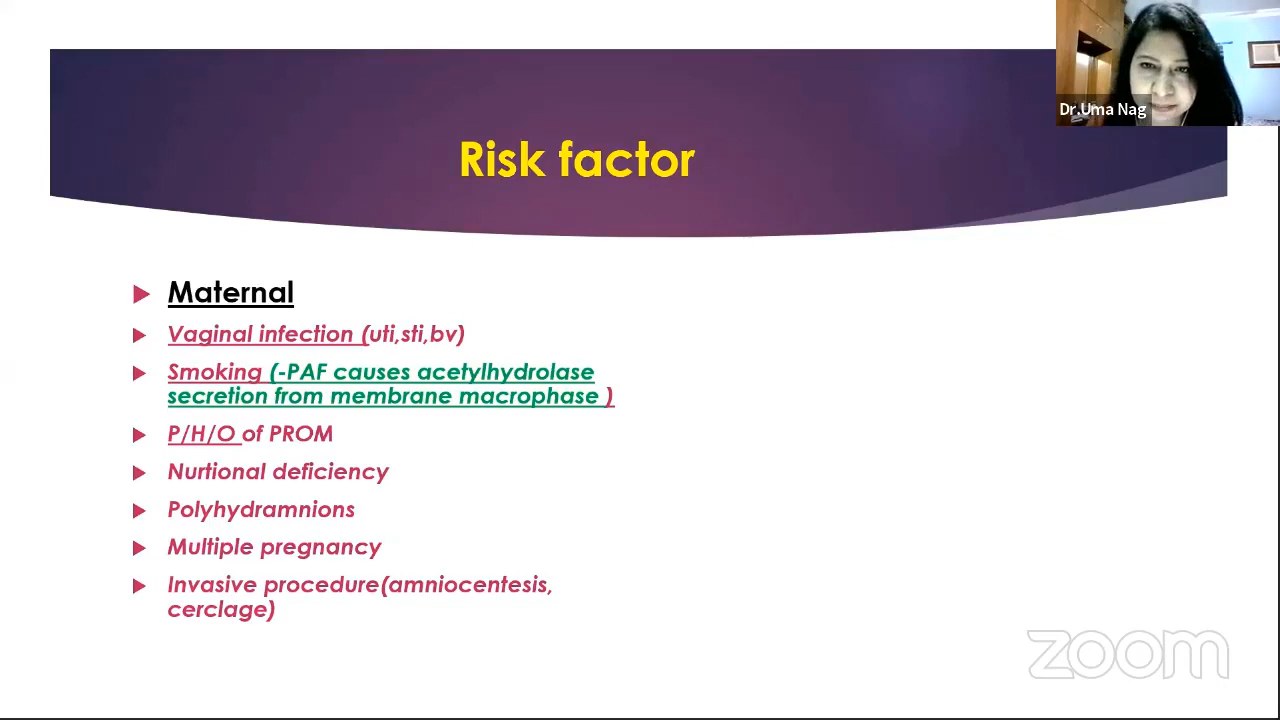 Dr.Uma Nag
Risk factor
Maternal
Vaginal infection (uti,sti,bv)
Smoking (-PAF causes acetylhydrolase
secretion from membrane macrophase )
P/H/O of PROM
Nurtional deficiency
Polyhydramnions
Multiple pregnancy
Invasive procedure(amniocentesis,
cerclage)
zoom